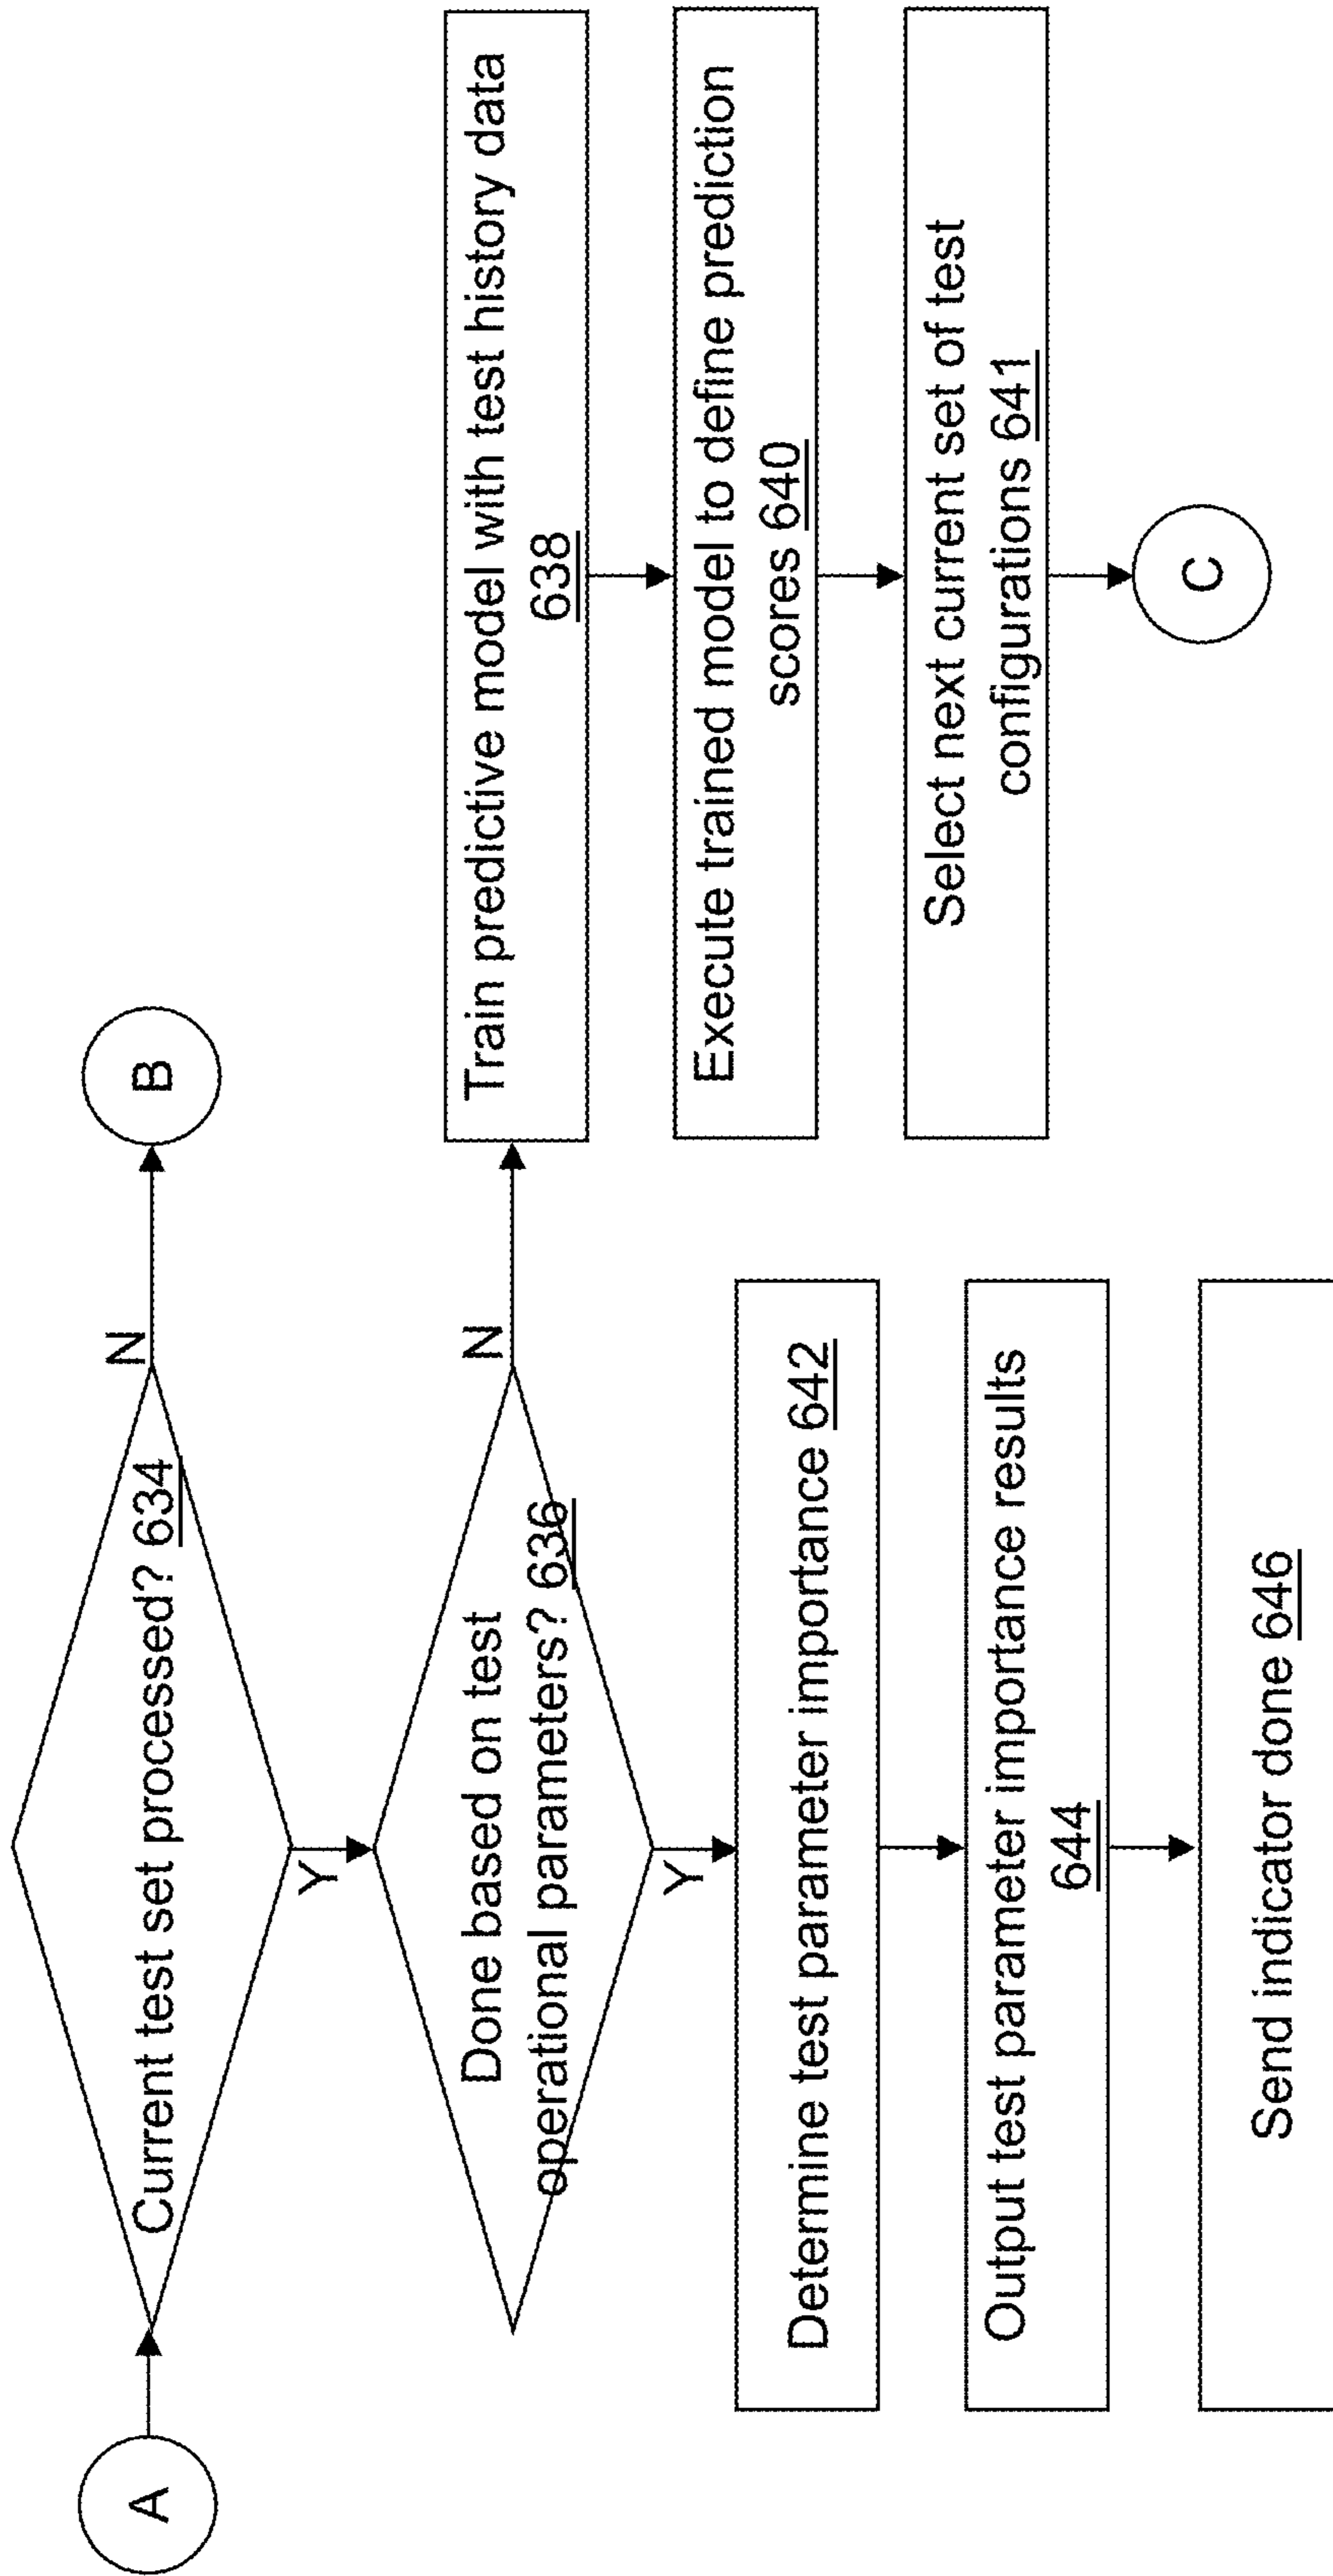 A
Current test set processed? 634
N
B
Y
Done based on test
operational parameters? 636
N
Train predictive model with test history data
638
Y
Execute trained model to define prediction
scores 640
Determine test parameter importance 642
Select next current set of test
configurations 641
Output test parameter importance results
644
C
Send indicator done 646